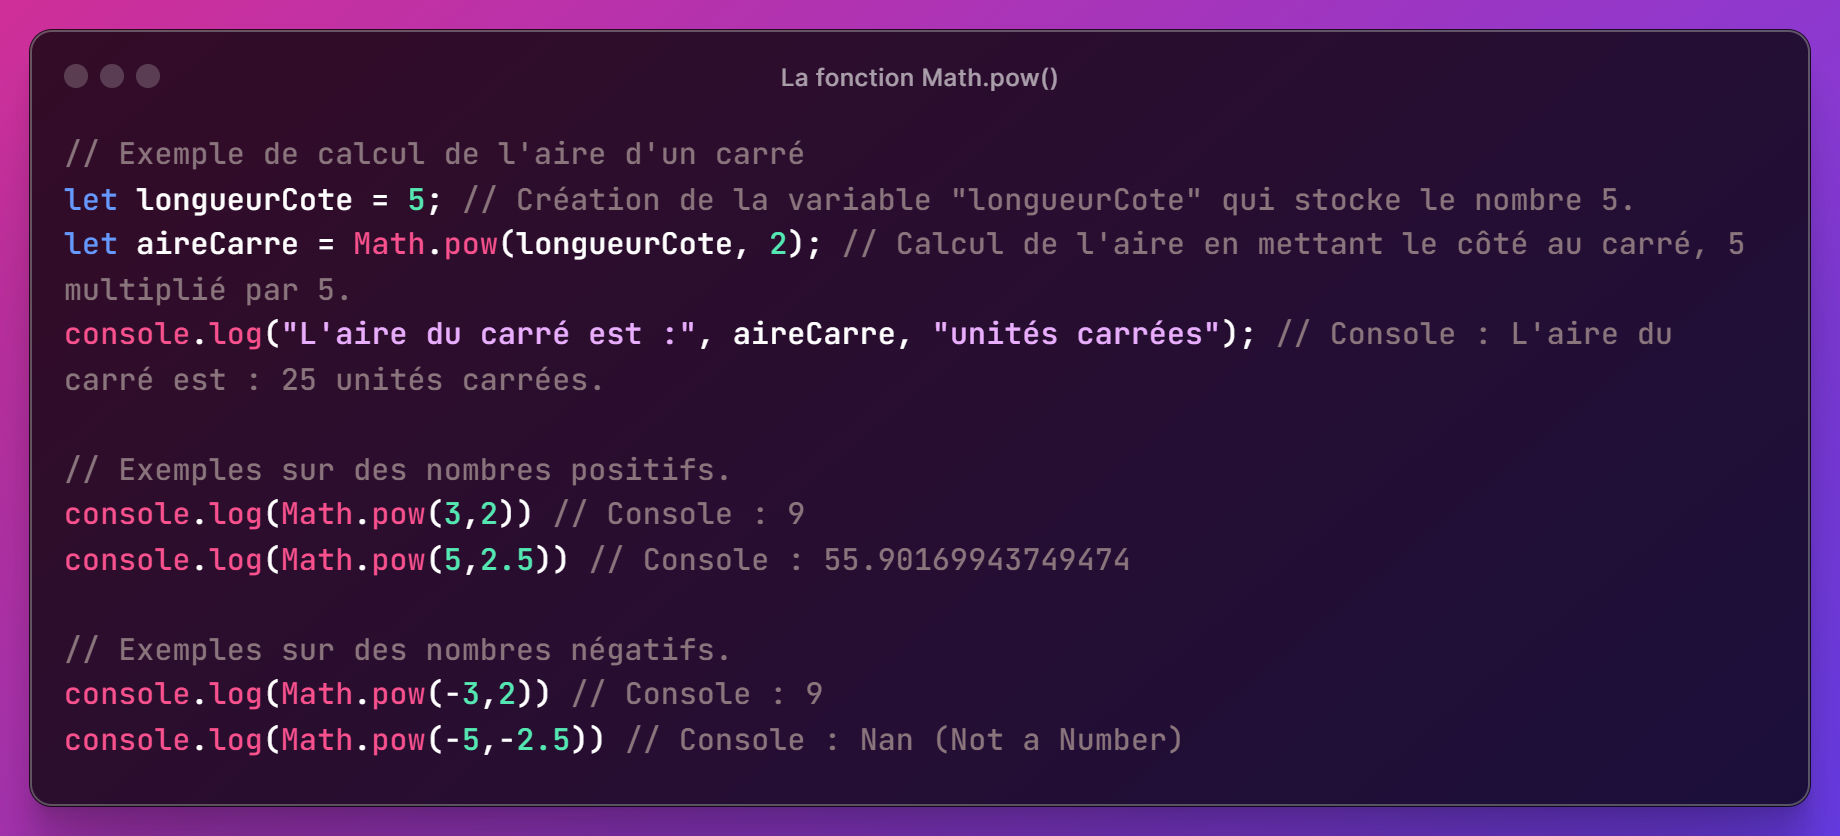 La fonction Math.pow()
// Exemple de calcul de l'aire d'un carré
let longueurCote = 5; // Création de la variable "longueurCote" qui stocke le nombre 5.
let aireCarre = Math.pow(longueurCote, 2); // Calcul de l'aire en mettant le côté au carré, 5
multiplié par 5.
console.log("L'aire du carré est :", aireCarre, "unités carrées"); // Console : L'aire du
carré est : 25 unités carrées.
// Exemples sur des nombres positifs.
console.log(Math.pow(3,2)) // Console : 9
console.log(Math.pow(5,2.5)) // Console : 55.90169943749474
// Exemples sur des nombres négatifs.
console.log(Math.pow(-3,2)) // Console : 9
console.log(Math.pow(-5,-2.5)) // Console : Nan (Not a Number)